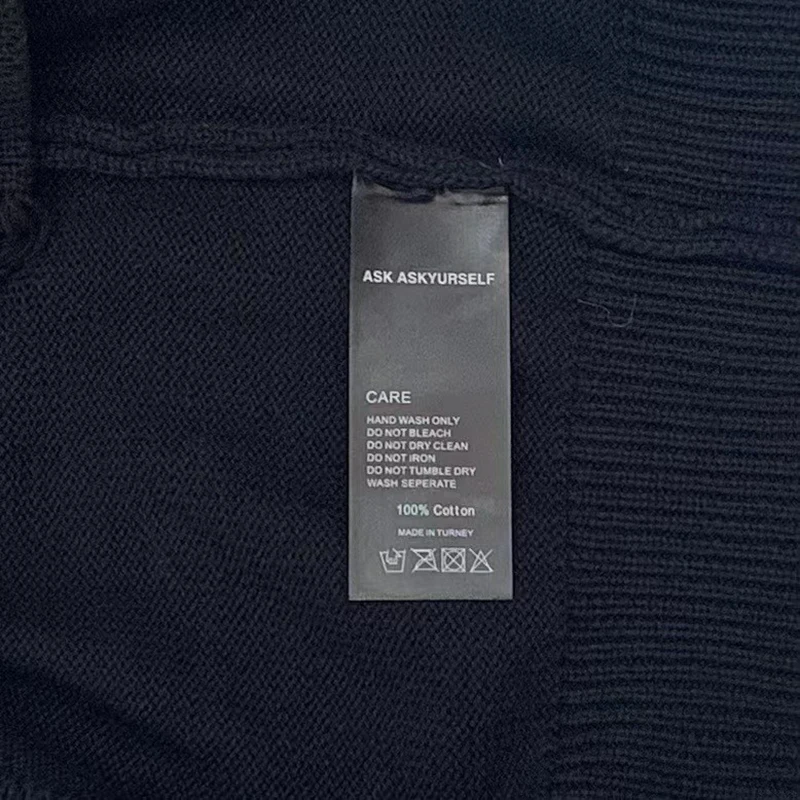 ASK ASKYURSELF
CARE
HAND WASH ONLY
DO NOT BLEACH
DO NOT DRY CLEAN
DO NOT IRON
DO NOT TUMBLE DRY
WASH SEPERATE
100% Cotton
MADE IN TURNEY